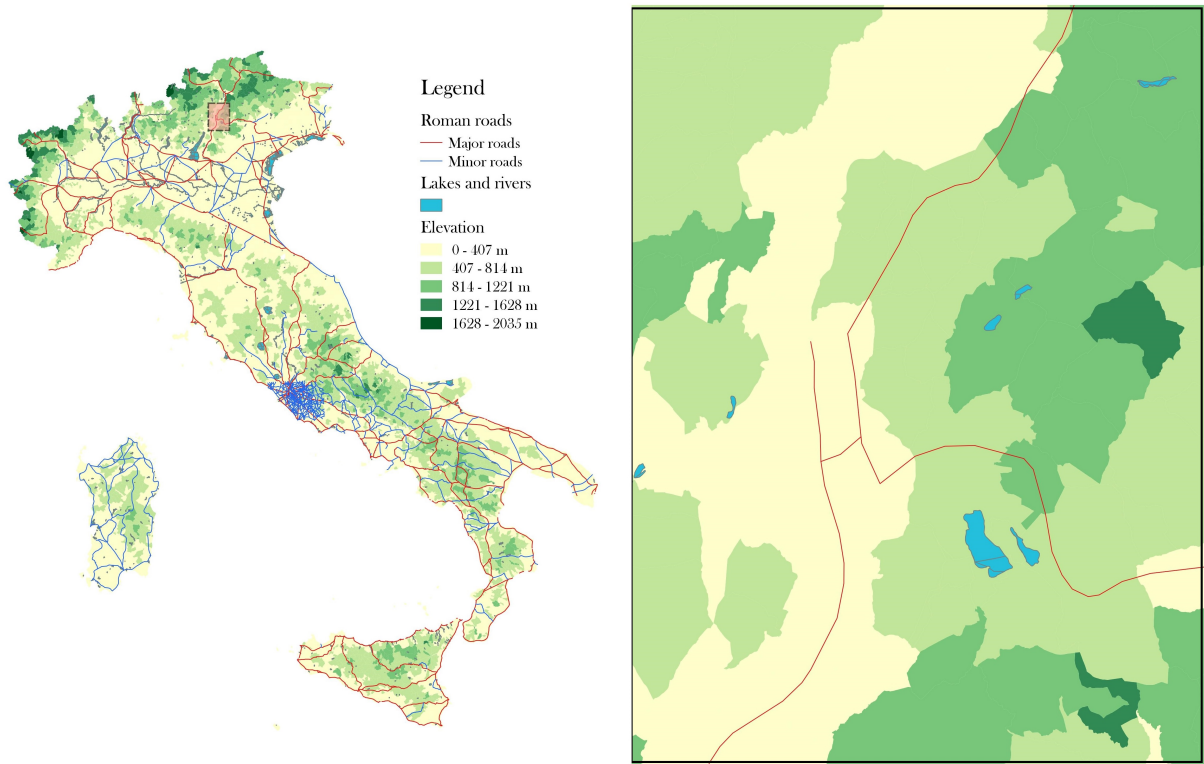 Legend
Roman roads
Major roads
Minor roads
Lakes and rivers
Elevation
0 - 407 m
407 - 814 m
814 - 1221 m
1221 - 1628 m
1628 - 2035 m